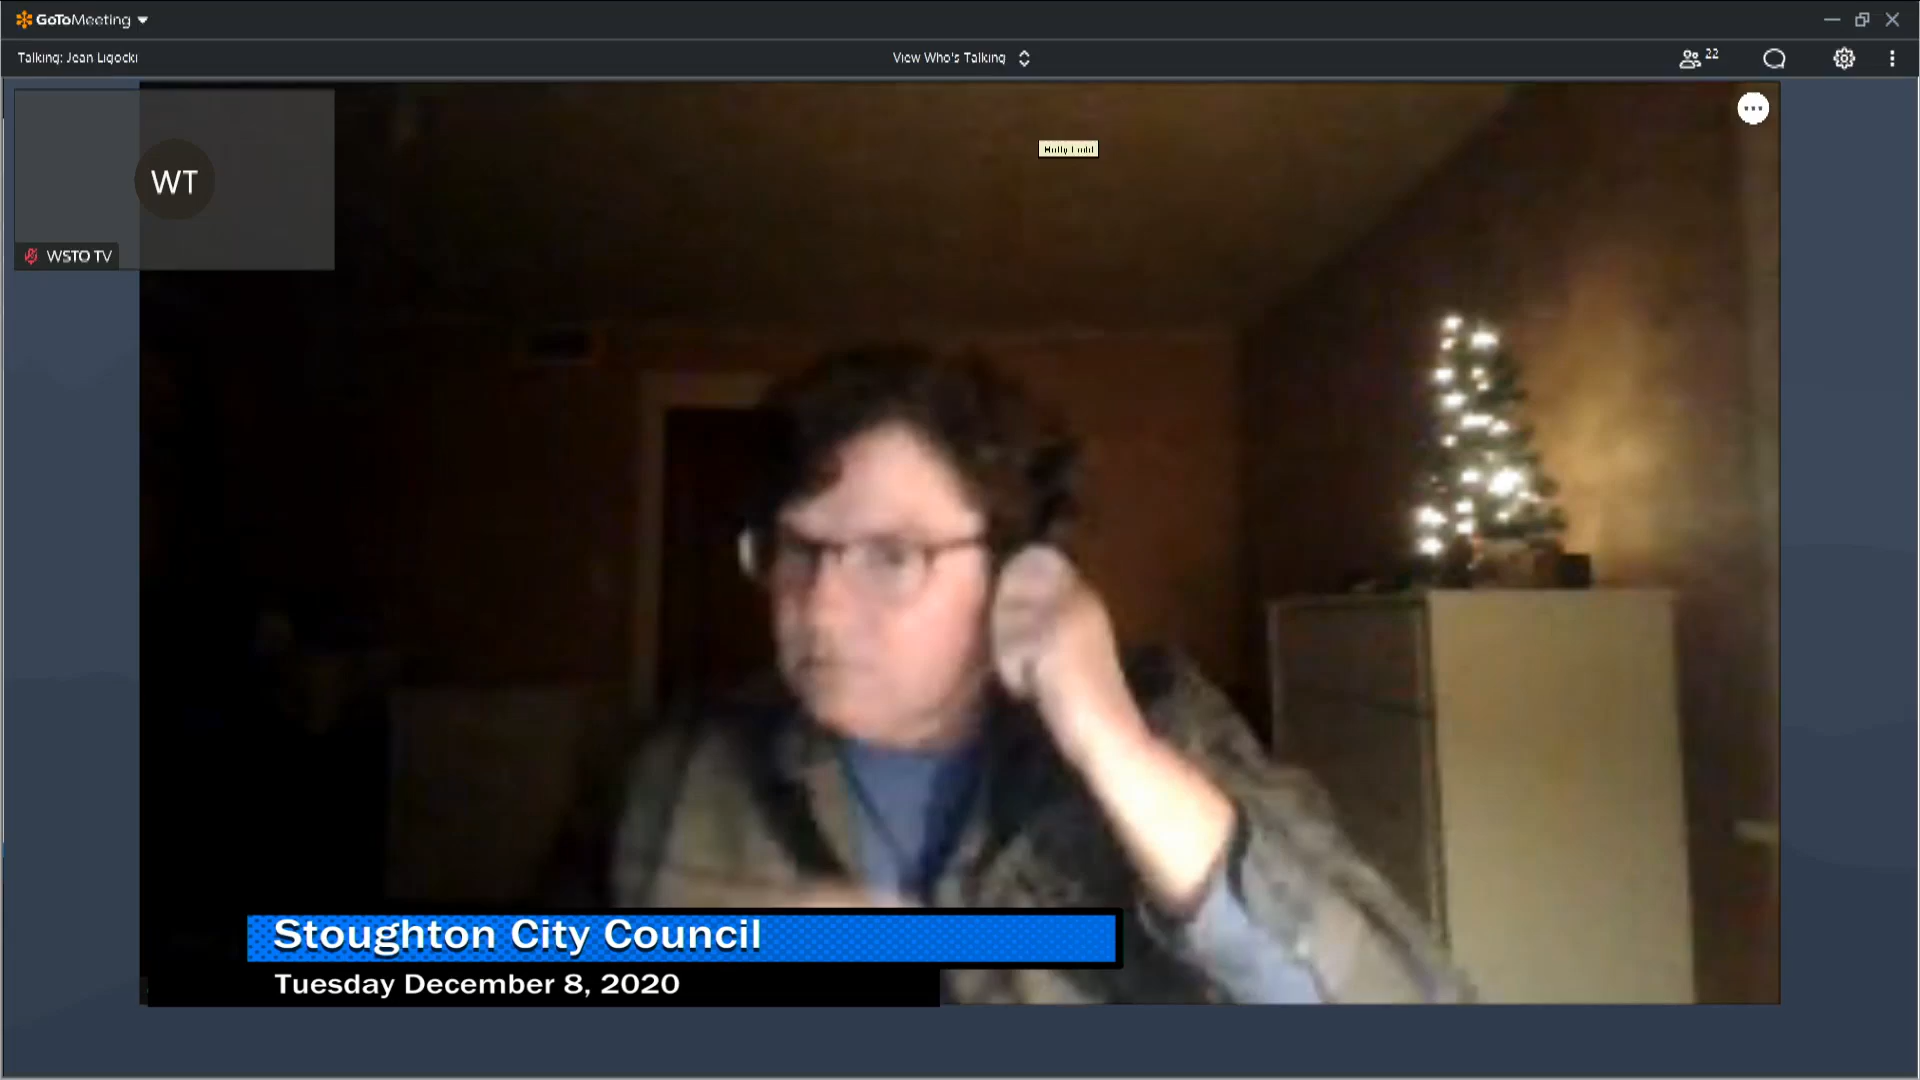 GoToMeeting
Talking: Jean Ligocki
View Who's Talking
22
WT
WSTO TV
Stoughton City Council
Tuesday December 8, 2020